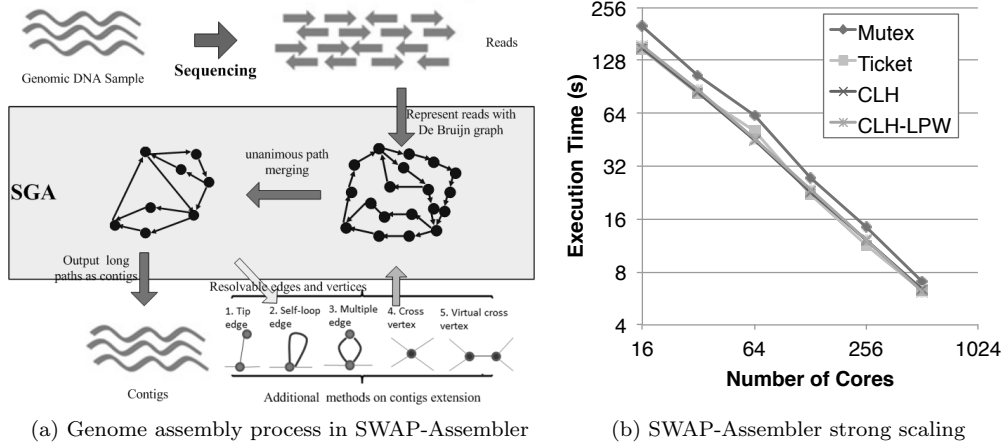 Genomic DNA Sample
Sequencing
Reads
Represent reads with
De Bruijn graph
unanimous path
merging
SGA
Output long
paths as contigs
Resolvable edges and vertices
1. Tip
edge
2. Self-loop
edge
3. Multiple
edge
4. Cross
vertex
5. Virtual cross
vertex
Contigs
Additional methods on contigs extension
(a) Genome assembly process in SWAP-Assembler
Execution Time (s)
256
128
64
32
16
8
4
Mutex
Ticket
CLH
CLH-LPW
16
64
256
1024
Number of Cores
(b) SWAP-Assembler strong scaling